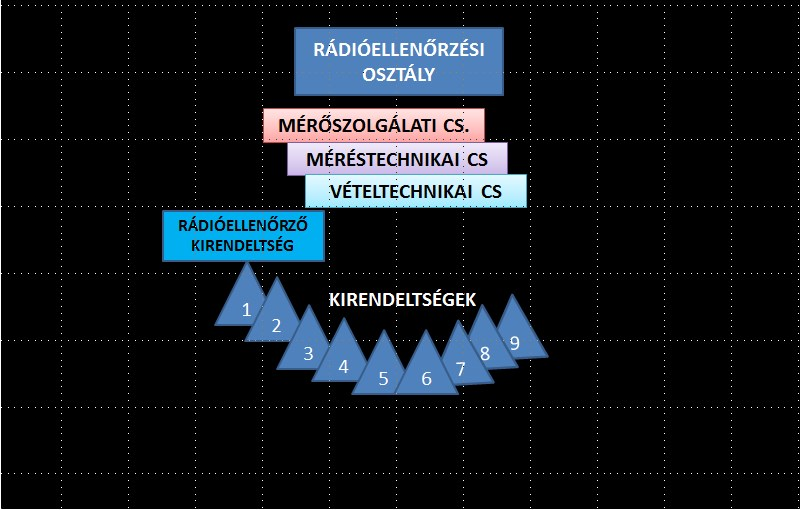 RÁDIÓELLENŐRZÉSI
OSZTÁLY
MÉRŐSZOLGÁLATI CS.
MÉRÉSTECHNIKAI CS
VÉTELTECHNIKAI CS
RÁDIÓELLENŐRZŐ
KIRENDELTSÉG
KIRENDELTSÉGEK
1
2
3
4
5
6
7
8
9